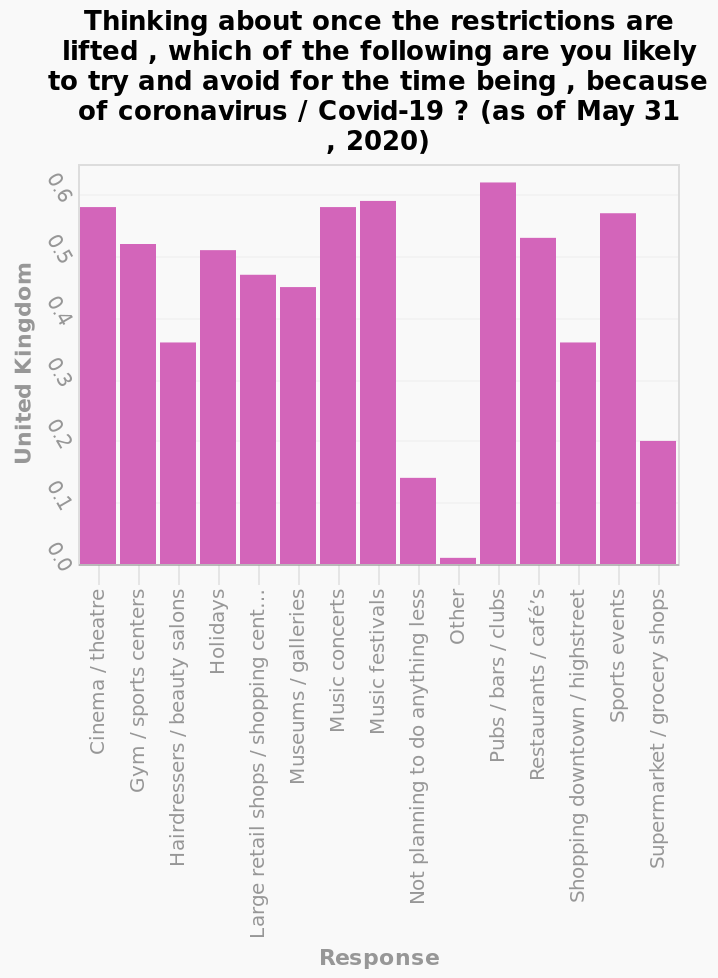 Thinking about once the restrictions are
lifted , which of the following are you likely
to try and avoid for the time being , because
of coronavirus / Covid-19 ? (as of May 31
, 2020)
United Kingdom
0.6
0.5
0.4
0.3
0.2
0.1
0.0
Cinema / theatre
Gym / sports centers
Hairdressers / beauty salons
Holidays
Large retail shops / shopping cent...
Museums / galleries
Music concerts
Music festivals
Not planning to do anything less
Other
Pubs / bars / clubs
Restaurants / café’s
Shopping downtown / highstreet
Sports events
Supermarket / grocery shops
Response